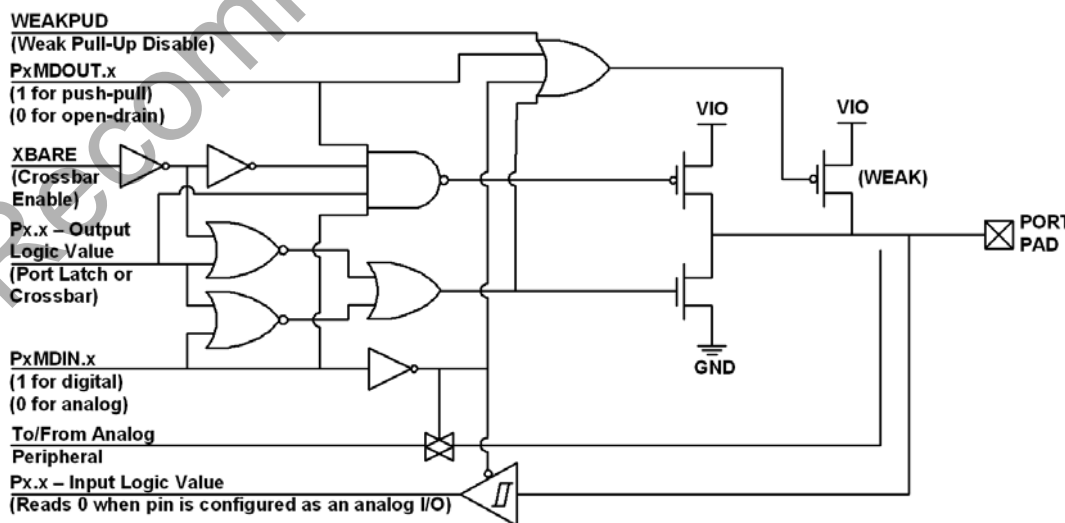 WEAKPUD
(Weak Pull-Up Disable)
PxMDOUT.x
(1 for push-pull)
(0 for open-drain)
XBARE
(Crossbar
Enable)
Px.x – Output
Logic Value
(Port Latch or
Crossbar)
PxMDIN.x
(1 for digital)
(0 for analog)
To/From Analog
Peripheral
Px.x – Input Logic Value
(Reads 0 when pin is configured as an analog I/O)
VIO
VIO
(WEAK)
PORT
PAD
GND
Recom